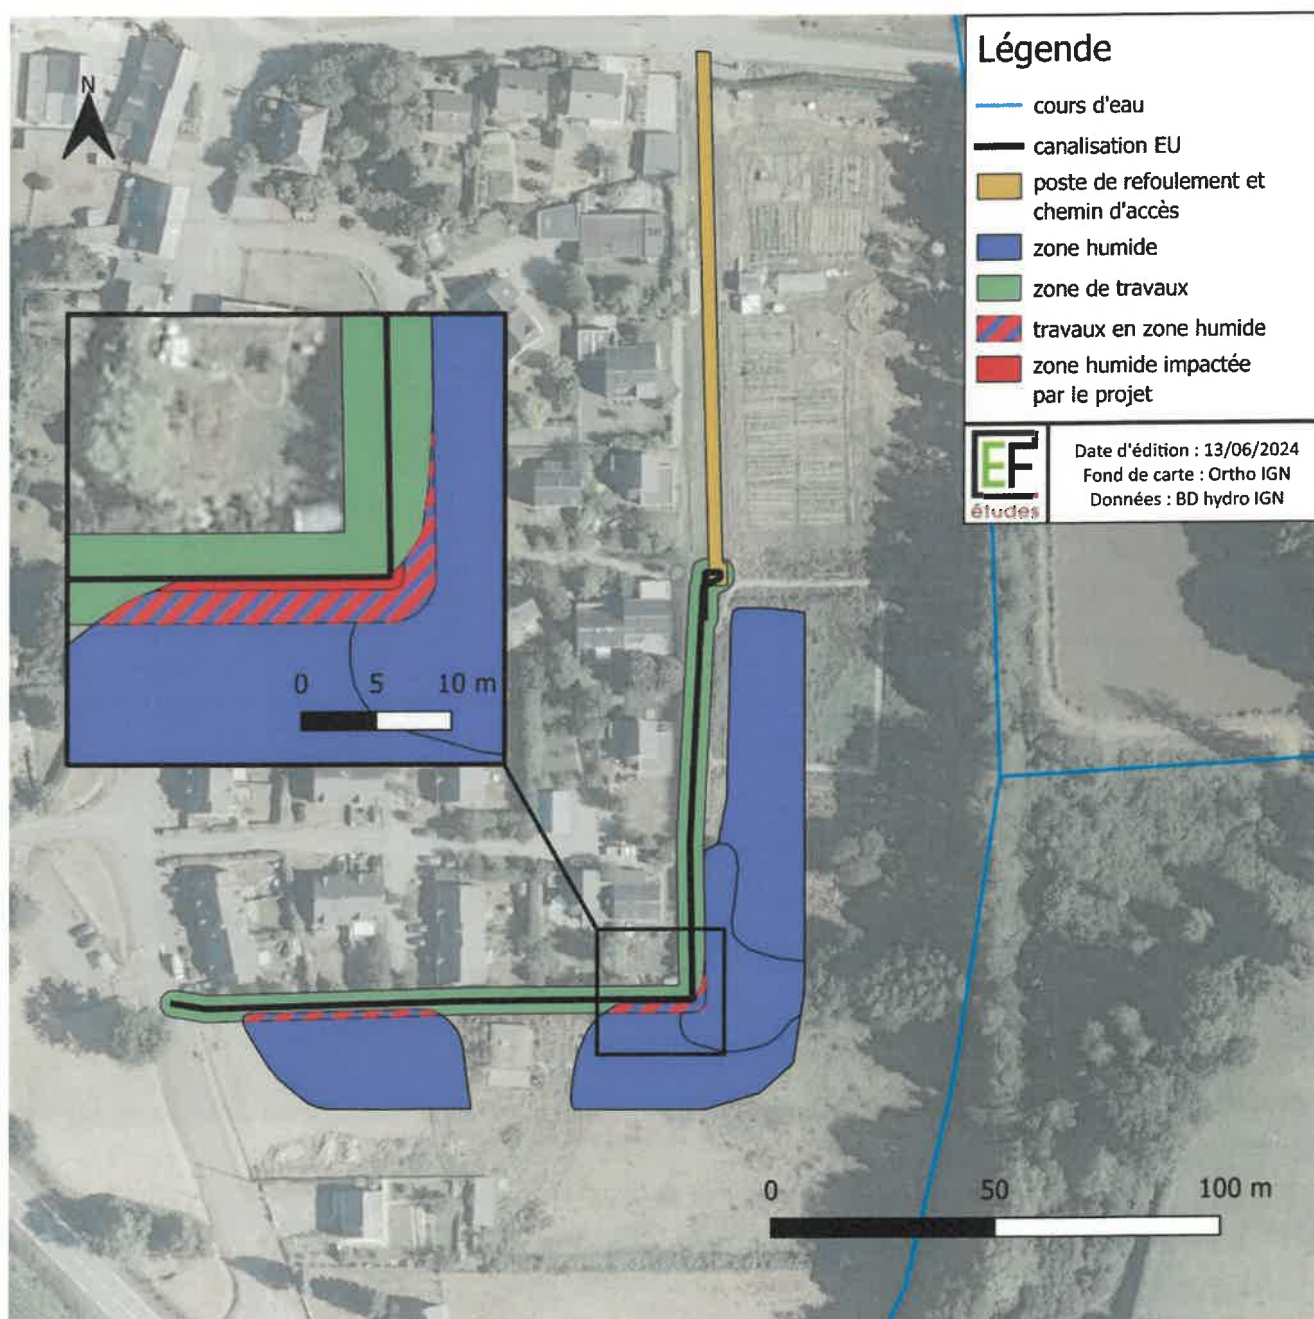 N
Légende
cours d'eau
canalisation EU
poste de refoulement et
chemin d'accès
zone humide
zone de travaux
travaux en zone humide
zone humide impactée
par le projet
EF
études
Date d'édition : 13/06/2024
Fond de carte : Ortho IGN
Données : BD hydro IGN
0 5 10 m
0 50 100 m